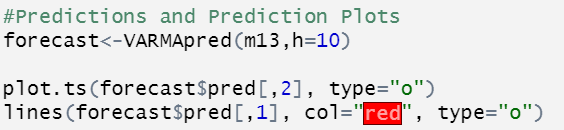 #Predictions and Prediction Plots
forecast<-VARMApred(m13,h=10)
plot.ts(forecast$pred[,2], type="o")
lines(forecast$pred[,1], col="red", type="o")